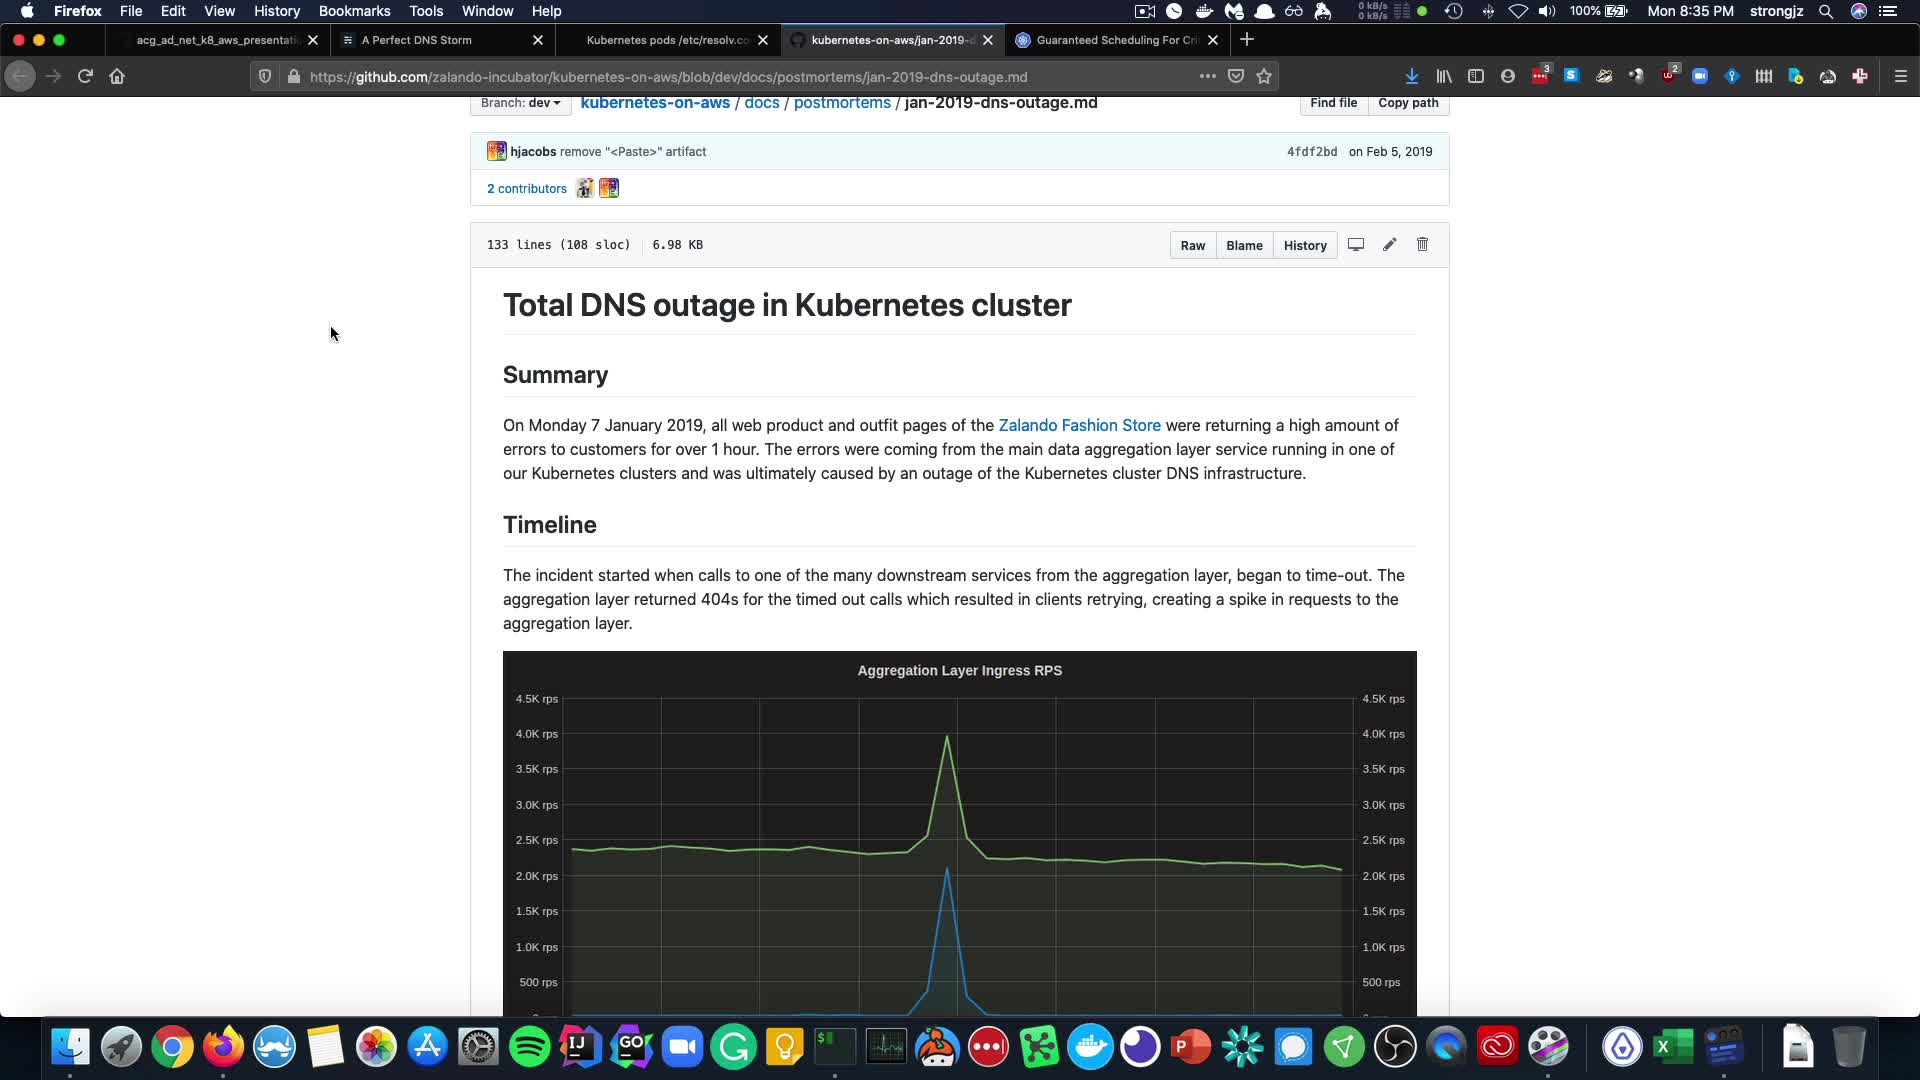 Firefox File Edit View History Bookmarks Tools Window Help 0 kB/s 0 kB/s 100% Mon 8:35 PM strongjz
acg_ad_net_k8_aws_presentati A Perfect DNS Storm Kubernetes pods /etc/resolv.co kubernetes-on-aws/jan-2019-d Guaranteed Scheduling For Cri
https://github.com/zalando-incubator/kubernetes-on-aws/blob/dev/docs/postmortems/jan-2019-dns-outage.md
Branch: dev kubernetes-on-aws / docs / postmortems / jan-2019-dns-outage.md Find file Copy path
hjacobs remove "<Paste>" artifact 4fdf2bd on Feb 5, 2019
2 contributors
133 lines (108 sloc) 6.98 KB Raw Blame History
Total DNS outage in Kubernetes cluster
Summary
On Monday 7 January 2019, all web product and outfit pages of the Zalando Fashion Store were returning a high amount of
errors to customers for over 1 hour. The errors were coming from the main data aggregation layer service running in one of
our Kubernetes clusters and was ultimately caused by an outage of the Kubernetes cluster DNS infrastructure.
Timeline
The incident started when calls to one of the many downstream services from the aggregation layer, began to time-out. The
aggregation layer returned 404s for the timed out calls which resulted in clients retrying, creating a spike in requests to the
aggregation layer.
Aggregation Layer Ingress RPS
4.5K rps 4.5K rps
4.0K rps 4.0K rps
3.5K rps 3.5K rps
3.0K rps 3.0K rps
2.5K rps 2.5K rps
2.0K rps 2.0K rps
1.5K rps 1.5K rps
1.0K rps 1.0K rps
500 rps 500 rps